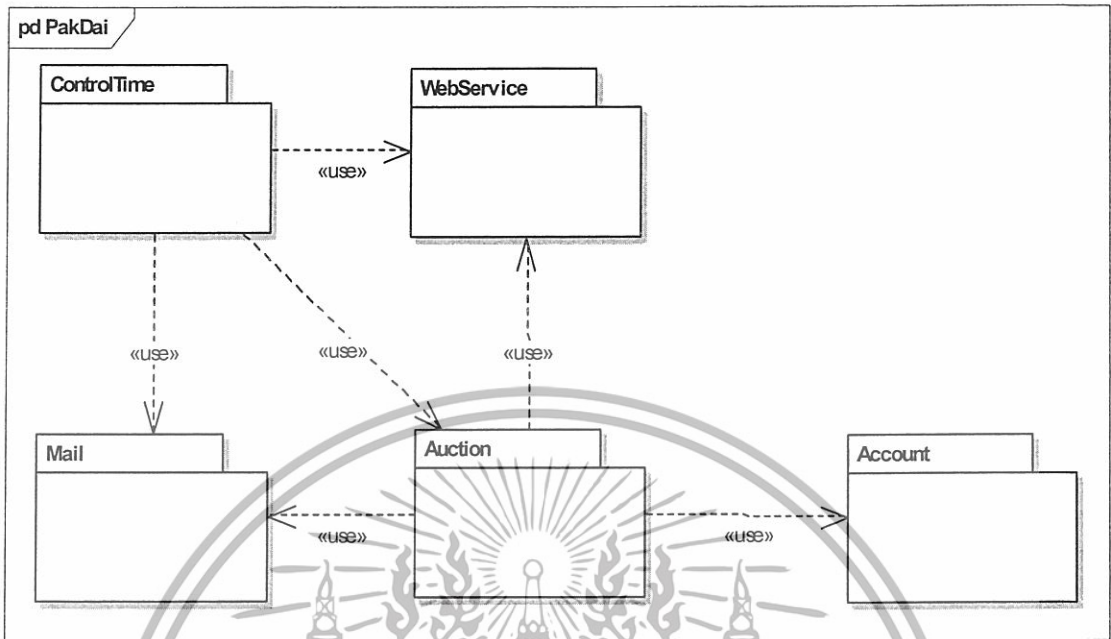 pd PakDai
ControlTime
WebService
«use»
«use»
«use»
«use»
Mail
Auction
Account
«use»
«use»